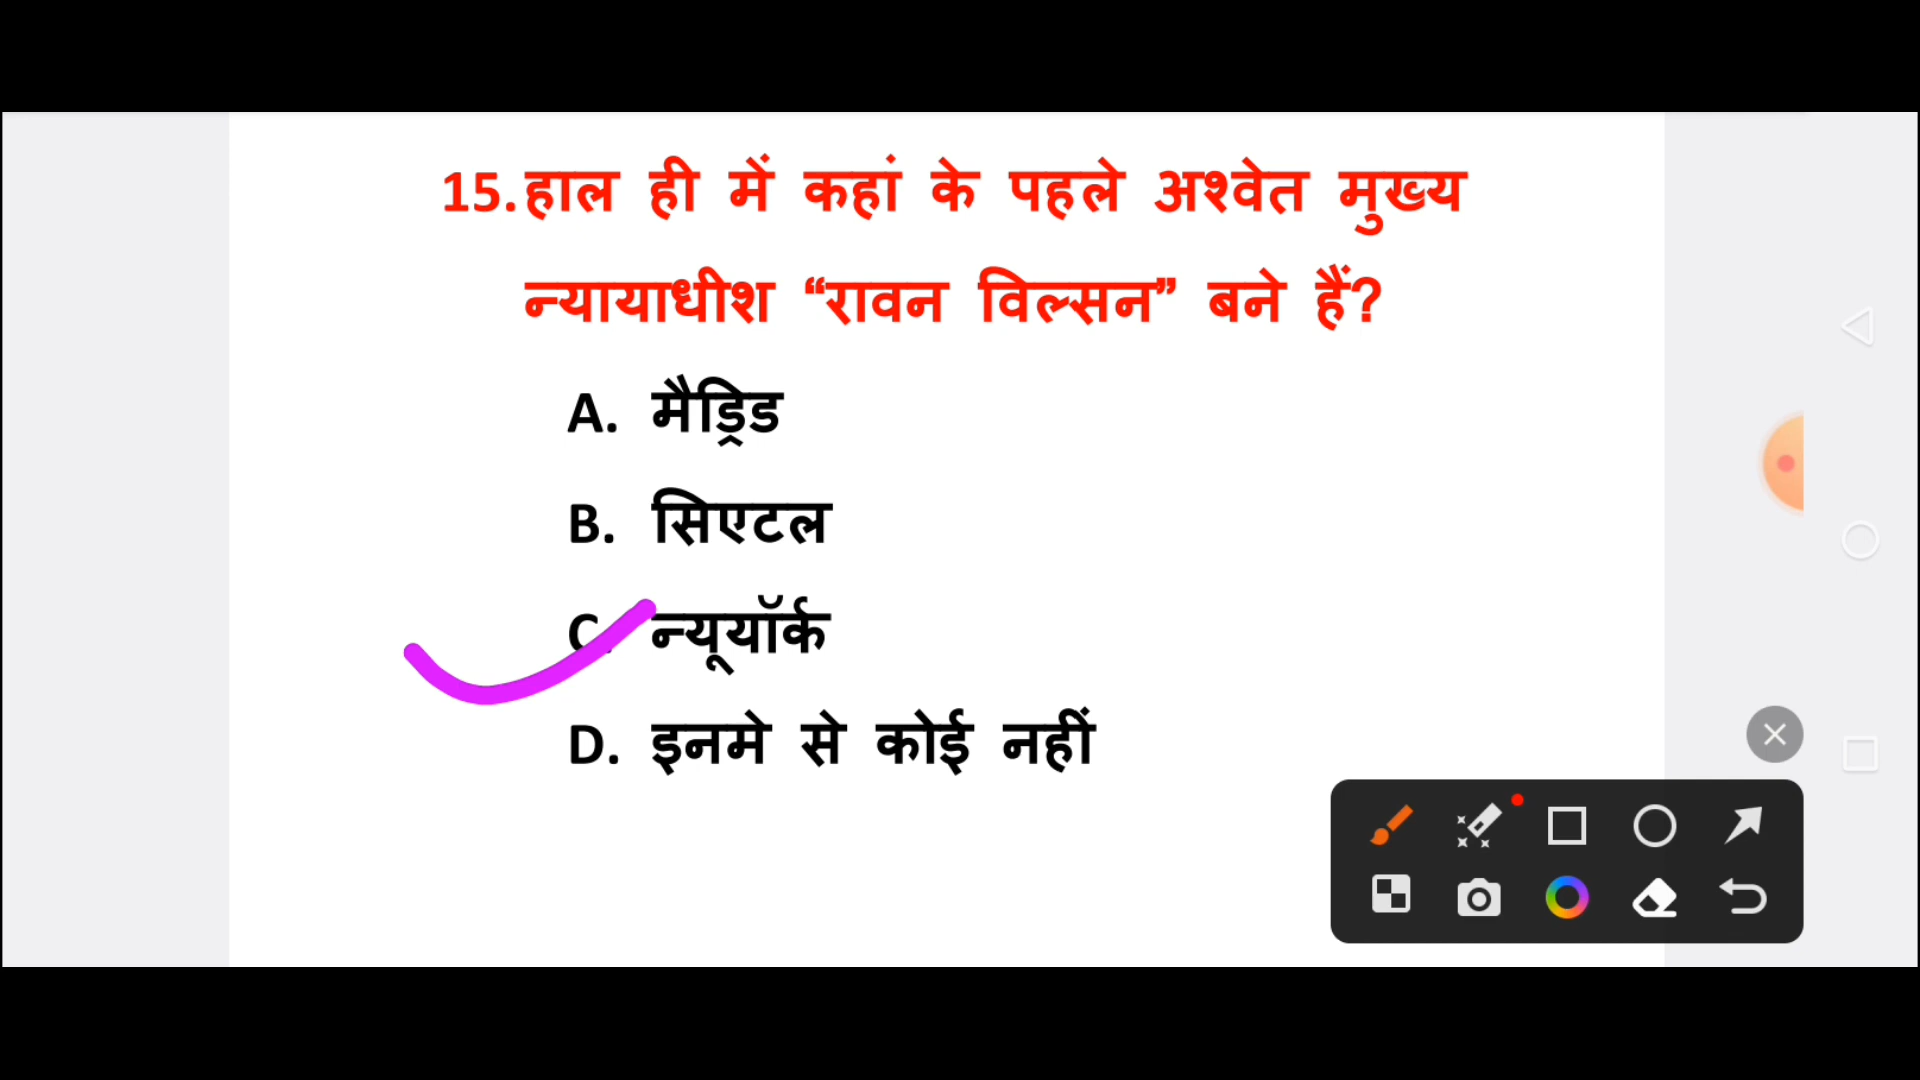 15. हाल ही में कहां के पहले अश्वेत मुख्य
न्यायाधीश “रावन विल्सन” बने हैं?
A. मैड्रिड
B. सिएटल
C. न्यूयॉर्क
D. इनमे से कोई नहीं